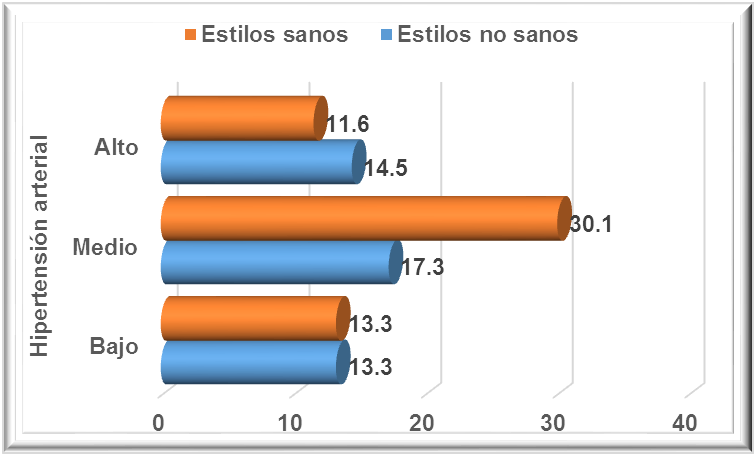 Estilos sanos Estilos no sanos
Hipertensión arterial
Alto
11.6
14.5
Medio
30.1
17.3
Bajo
13.3
13.3
0 10 20 30 40